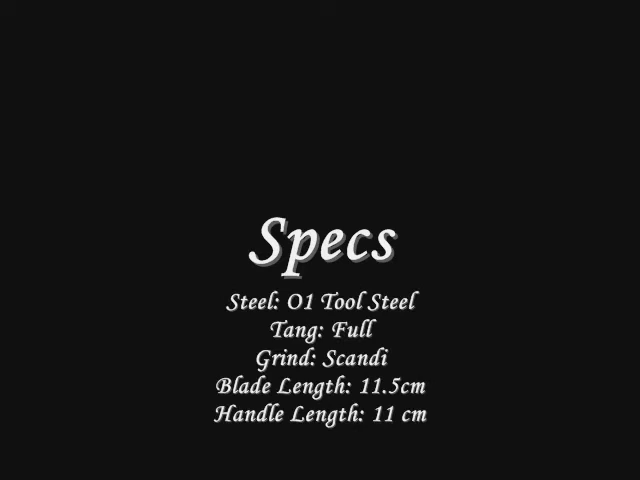 Specs
Steel: O1 Tool Steel
Tang: Full
Grind: Scandi
Blade Length: 11.5cm
Handle Length: 11 cm